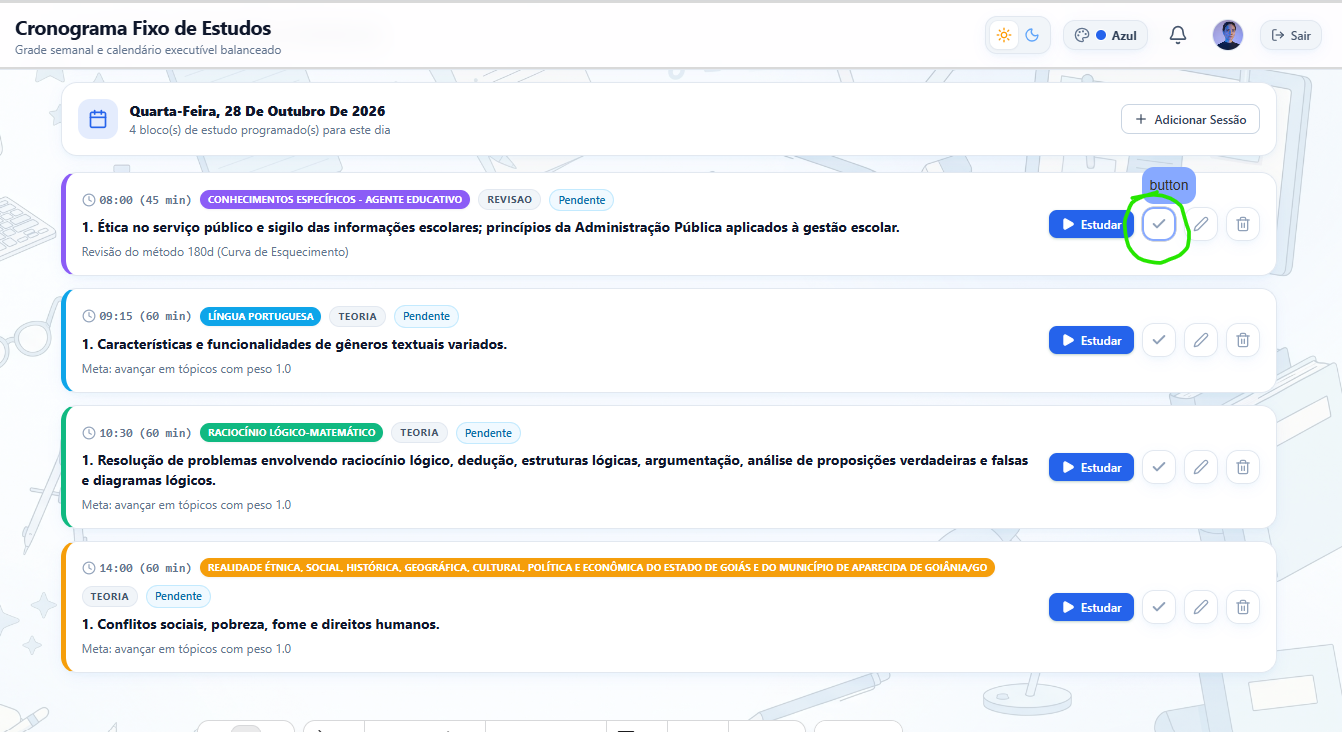 Cronograma Fixo de Estudos
Grade semanal e calendário executível balanceado
Azul
Sair
Quarta-Feira, 28 De Outubro De 2026
4 bloco(s) de estudo programado(s) para este dia
+ Adicionar Sessão
button
08:00 (45 min) CONHECIMENTOS ESPECÍFICOS - AGENTE EDUCATIVO REVISAO Pendente
1. Ética no serviço público e sigilo das informações escolares; princípios da Administração Pública aplicados à gestão escolar.
Revisão do método 180d (Curva de Esquecimento)
Estudar
09:15 (60 min) LÍNGUA PORTUGUESA TEORIA Pendente
1. Características e funcionalidades de gêneros textuais variados.
Meta: avançar em tópicos com peso 1.0
Estudar
10:30 (60 min) RACIOCÍNIO LÓGICO-MATEMÁTICO TEORIA Pendente
1. Resolução de problemas envolvendo raciocínio lógico, dedução, estruturas lógicas, argumentação, análise de proposições verdadeiras e falsas
e diagramas lógicos.
Meta: avançar em tópicos com peso 1.0
Estudar
14:00 (60 min) REALIDADE ÉTNICA, SOCIAL, HISTÓRICA, GEOGRÁFICA, CULTURAL, POLÍTICA E ECONÔMICA DO ESTADO DE GOIÁS E DO MUNICÍPIO DE APARECIDA DE GOIÂNIA/GO
TEORIA Pendente
1. Conflitos sociais, pobreza, fome e direitos humanos.
Meta: avançar em tópicos com peso 1.0
Estudar